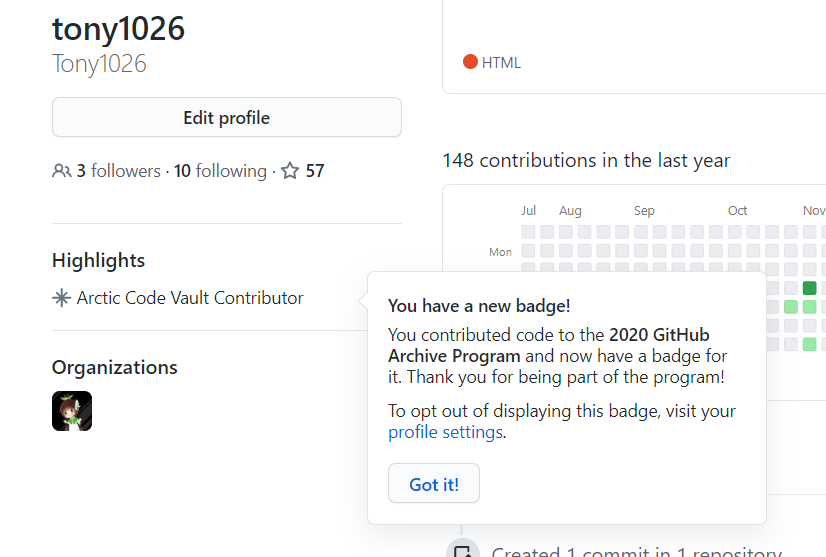 tony1026
Tony1026
Edit profile
3 followers · 10 following · 57
Highlights
Arctic Code Vault Contributor
Organizations
HTML
148 contributions in the last year
Jul Aug Sep Oct Nov
Mon
You have a new badge!
You contributed code to the 2020 GitHub
Archive Program and now have a badge for
it. Thank you for being part of the program!
To opt out of displaying this badge, visit your
profile settings.
Got it!
Created 1 commit in 1 repository